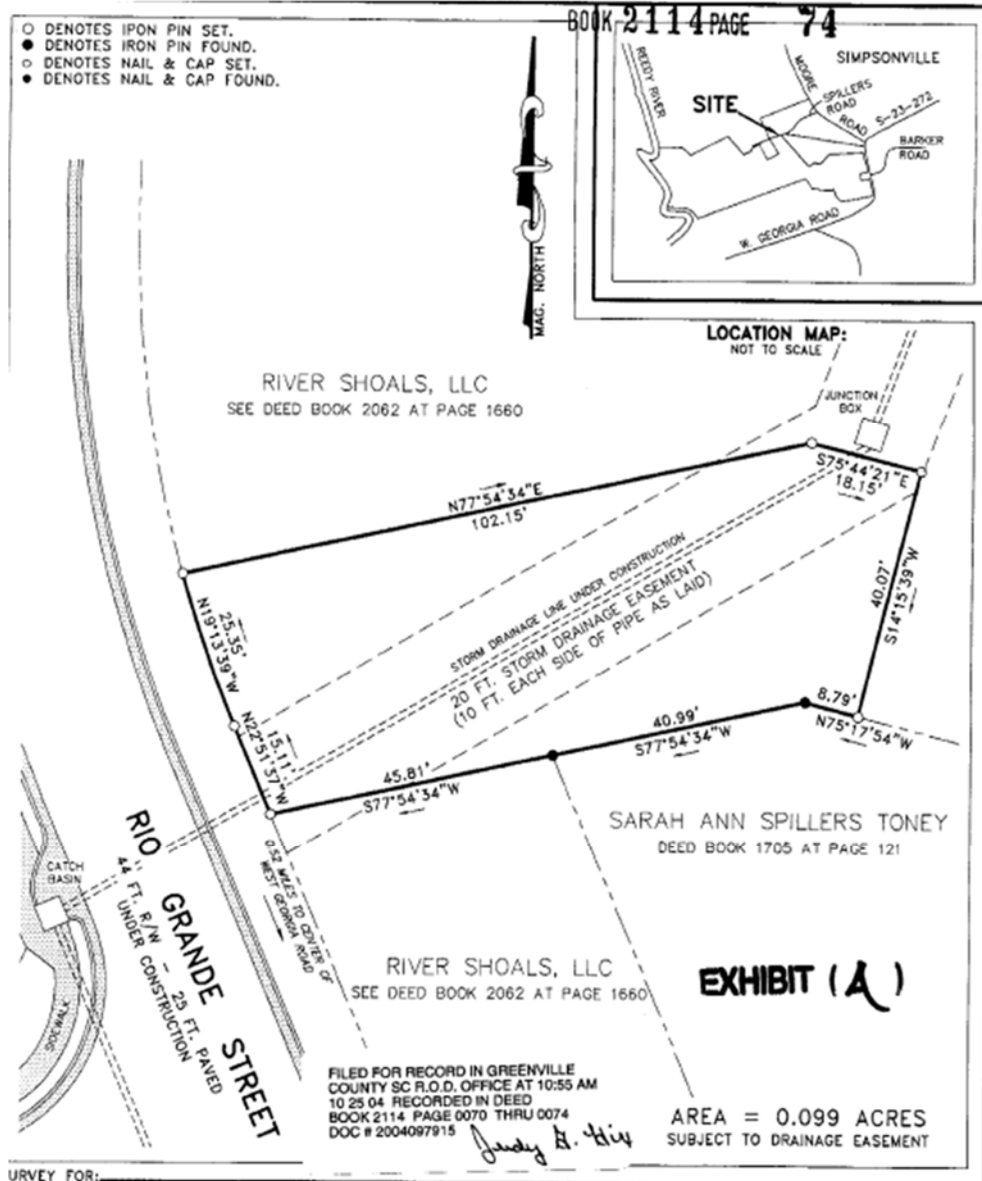 BOOK 2114 PAGE 74
○ DENOTES IPON PIN SET.
● DENOTES IRON PIN FOUND.
○ DENOTES NAIL & CAP SET.
● DENOTES NAIL & CAP FOUND.
MAG. NORTH
SIMPSONVILLE
REEDY RIVER
MOORE
ROAD
SPILLERS
ROAD
SITE
S-23-272
BARKER
ROAD
W. GEORGIA ROAD
LOCATION MAP:
NOT TO SCALE
RIVER SHOALS, LLC
SEE DEED BOOK 2062 AT PAGE 1660
JUNCTION
BOX
N77°54'34"E
102.15'
S75°44'21"E
18.15'
40.07'
S14°15'39"W
N19°13'39"W
25.35'
N22°51'37"W
15.11'
STORM DRAINAGE LINE UNDER CONSTRUCTION
20 FT. STORM DRAINAGE EASEMENT
(10 FT. EACH SIDE OF PIPE AS LAID)
8.79'
N75°17'54"W
40.99'
S77°54'34"W
45.81'
S77°54'34"W
SARAH ANN SPILLERS TONEY
DEED BOOK 1705 AT PAGE 121
0.52 MILES TO CENTER OF
WEST GEORGIA ROAD
RIO GRANDE STREET
44 FT. R/W - 25 FT. PAVED
UNDER CONSTRUCTION
CATCH
BASIN
SIDEWALK
RIVER SHOALS, LLC
SEE DEED BOOK 2062 AT PAGE 1660
EXHIBIT (A)
FILED FOR RECORD IN GREENVILLE
COUNTY SC R.O.D. OFFICE AT 10:55 AM
10 25 04 RECORDED IN DEED
BOOK 2114 PAGE 0070 THRU 0074
DOC # 2004097915
Judy G. Hix
AREA = 0.099 ACRES
SUBJECT TO DRAINAGE EASEMENT
URVEY FOR: